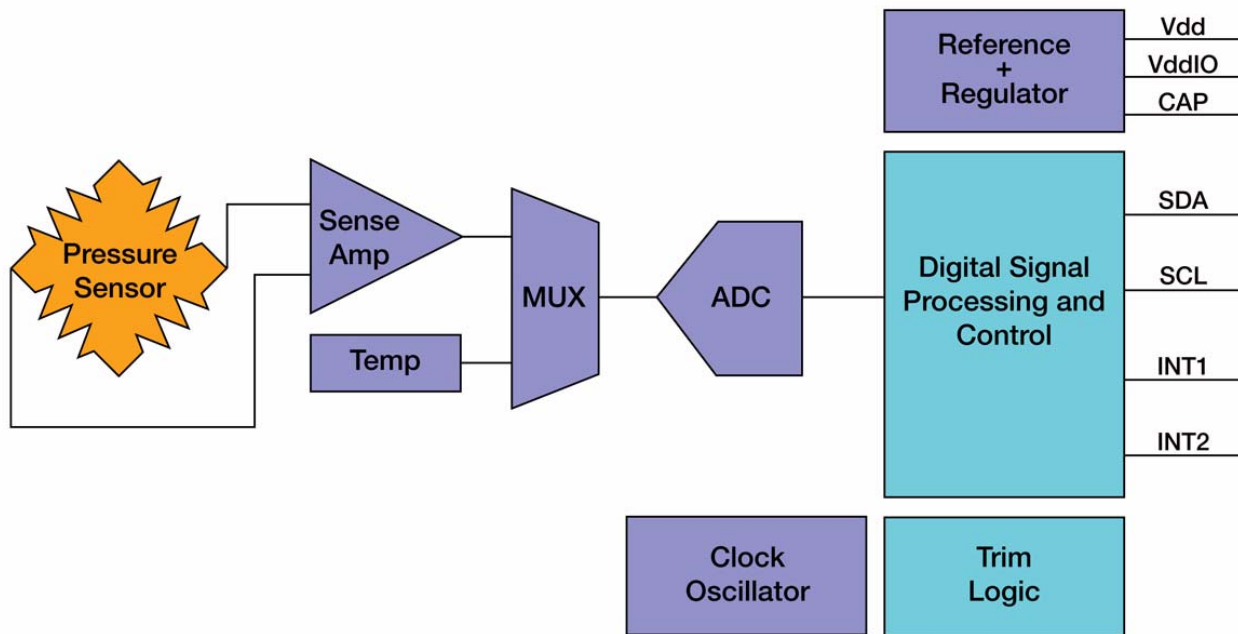 Reference
+
Regulator
Vdd
VddIO
CAP
Pressure
Sensor
Sense
Amp
Temp
MUX
ADC
Digital Signal
Processing and
Control
SDA
SCL
INT1
INT2
Clock
Oscillator
Trim
Logic